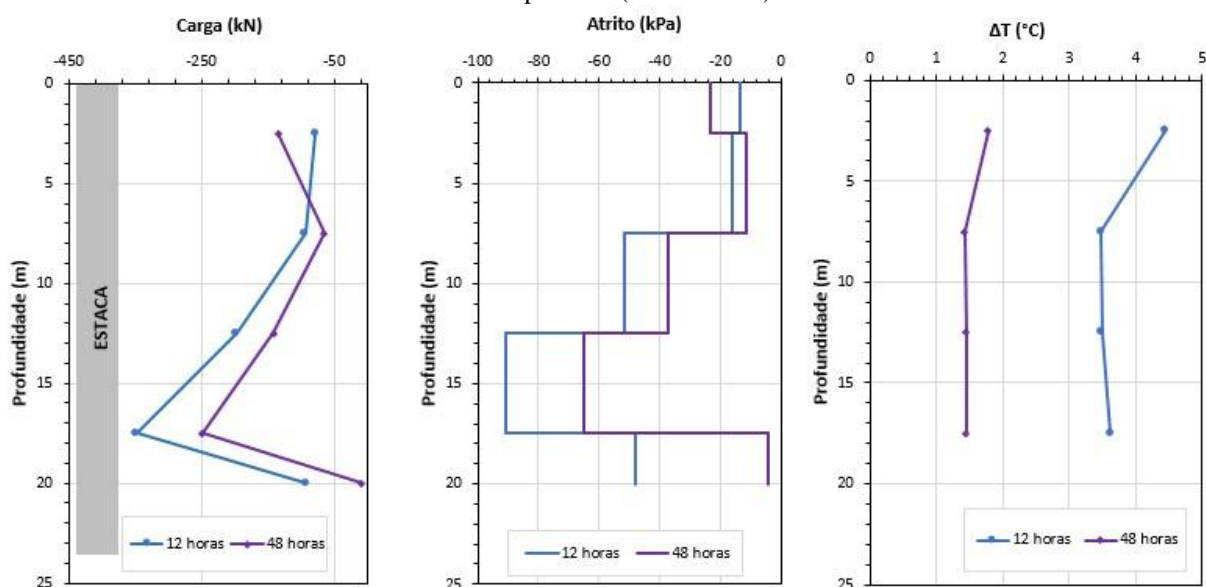 Carga (kN)
-450 -250 -50
0
5
10
15
20
25
Profundidade (m)
ESTACA
12 horas 48 horas
Atrito (kPa)
-100 -80 -60 -40 -20 0
0
5
10
15
20
25
Profundidade (m)
12 horas 48 horas
ΔT (°C)
0 1 2 3 4 5
0
5
10
15
20
25
Profundidade (m)
12 horas 48 horas